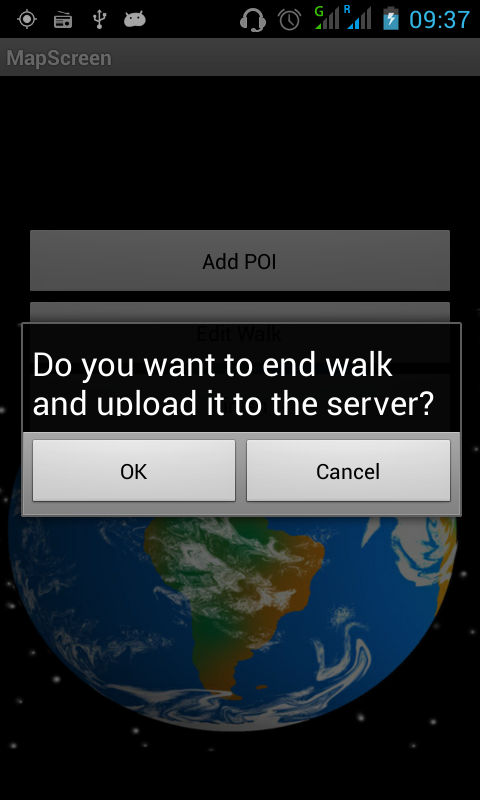 G R 09:37
MapScreen
Add POI
Edit Walk
Do you want to end walk
and upload it to the server?
OK
Cancel